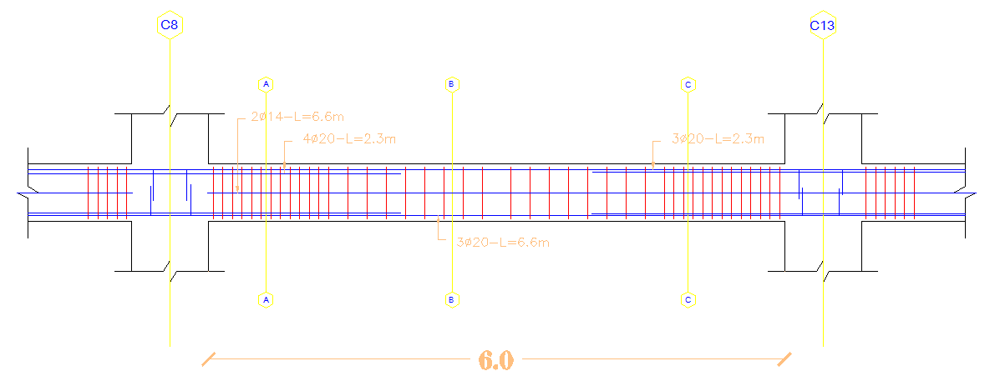 C8
C13
A
B
C
2ø14-L=6.6m
4ø20-L=2.3m
3ø20-L=2.3m
3ø20-L=6.6m
A
B
C
6.0